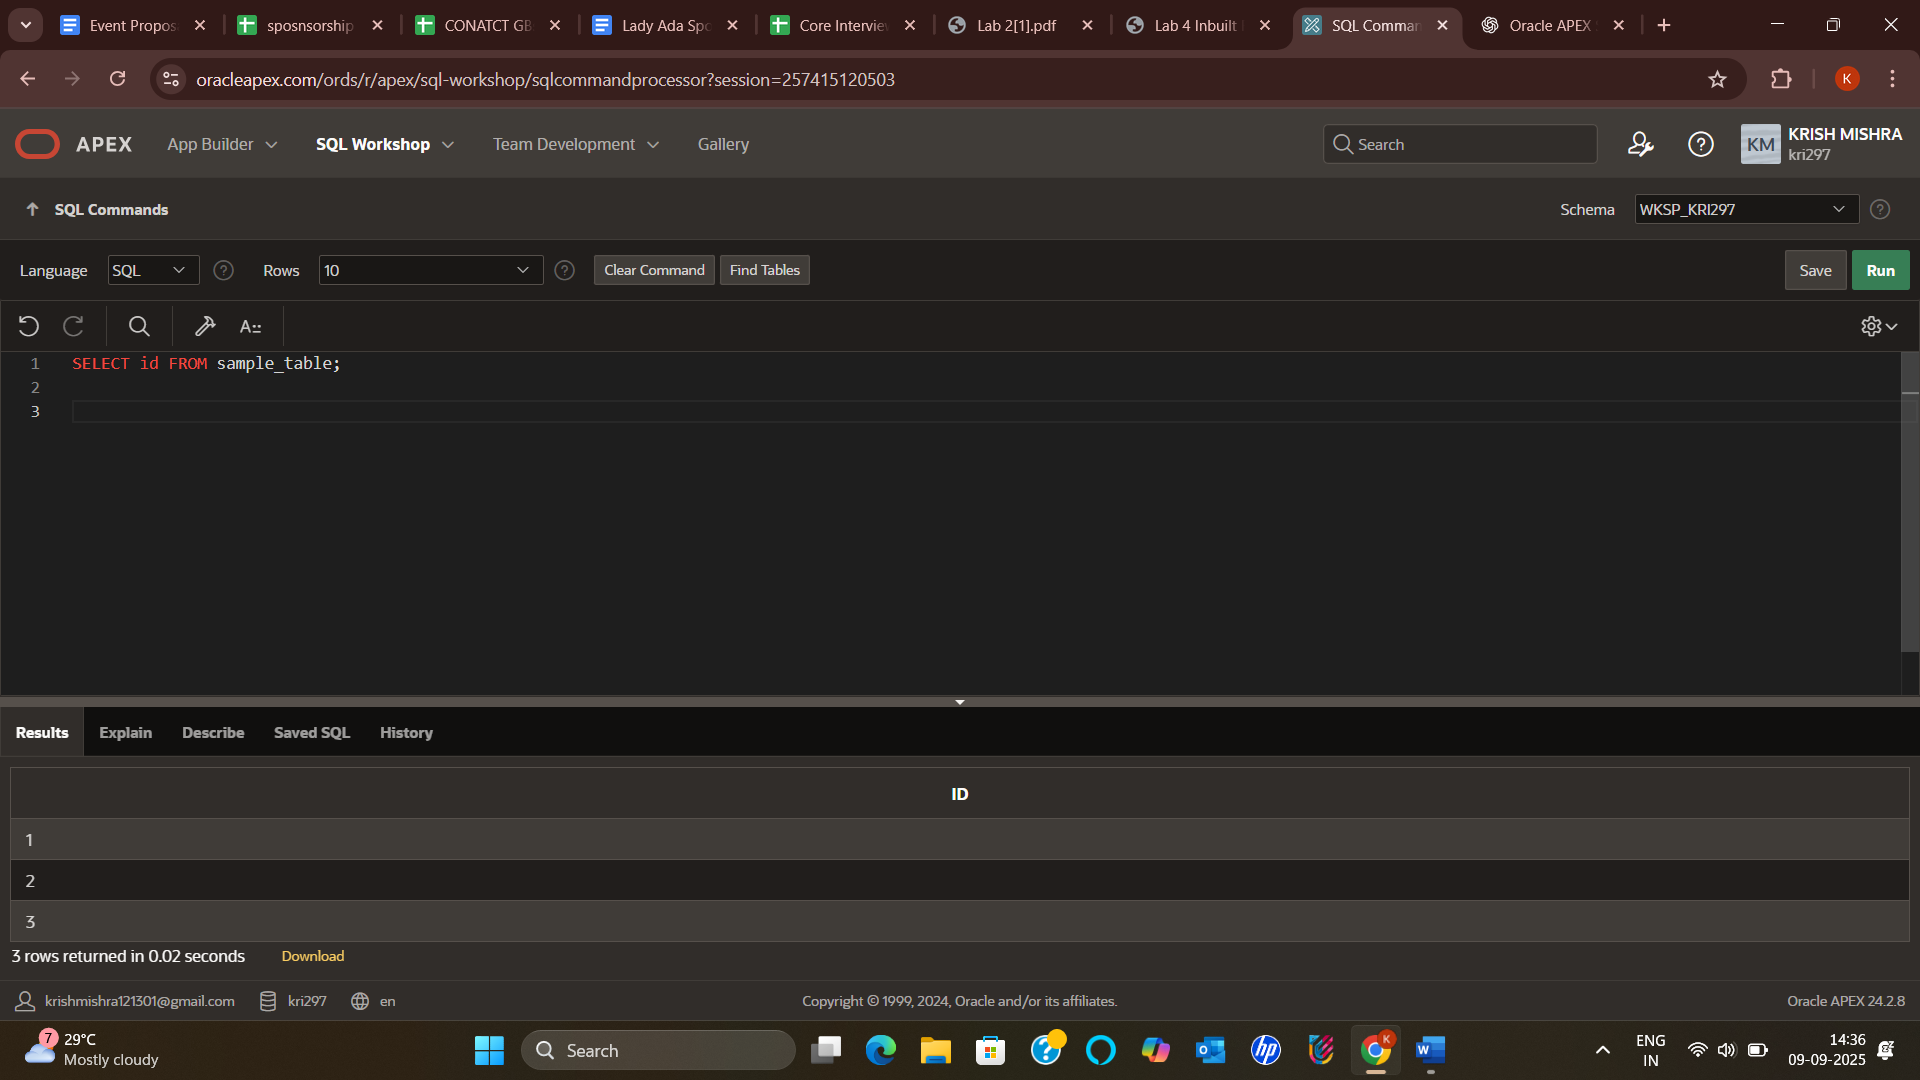 Event Propos
sposnsorship
CONATCT GB
Lady Ada Spo
Core Interview
Lab 2[1].pdf
Lab 4 Inbuilt
SQL Comman
Oracle APEX
oracleapex.com/ords/r/apex/sql-workshop/sqlcommandprocessor?session=257415120503
K
APEX
App Builder
SQL Workshop
Team Development
Gallery
Search
KM
KRISH MISHRA
kri297
SQL Commands
Schema
WKSP_KRI297
Language
SQL
Rows
10
Clear Command
Find Tables
Save
Run
1 SELECT id FROM sample_table;
2
3
Results
Explain
Describe
Saved SQL
History
ID
1
2
3
3 rows returned in 0.02 seconds
Download
krishmishra121301@gmail.com
kri297
en
Copyright © 1999, 2024, Oracle and/or its affiliates.
Oracle APEX 24.2.8
7
29°C
Mostly cloudy
Search
hp
K
ENG
IN
14:36
09-09-2025